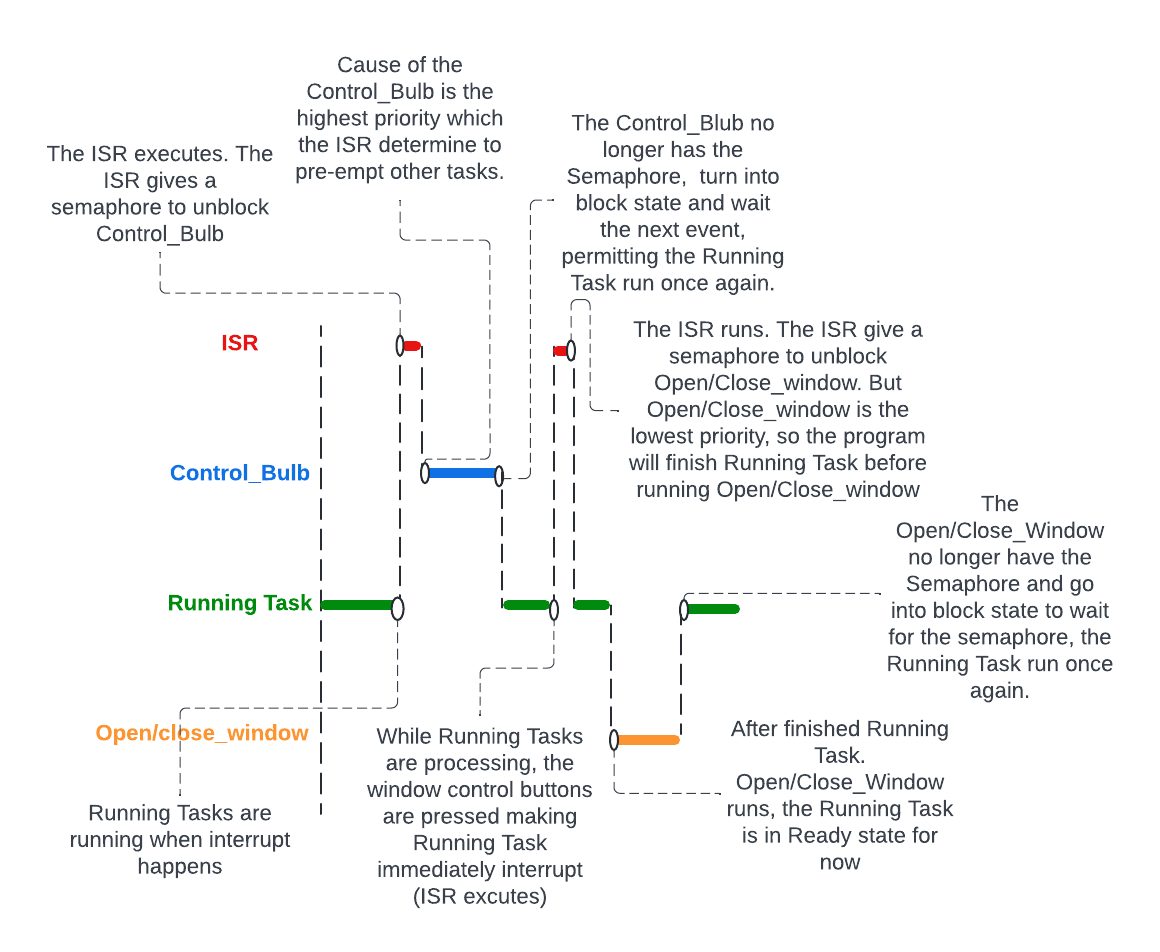 Cause of the
Control_Bulb is the
highest priority which
the ISR determine to
pre-empt other tasks.
The ISR executes. The
ISR gives a
semaphore to unblock
Control_Bulb
The Control_Blub no
longer has the
Semaphore,  turn into
block state and wait
the next event,
permitting the Running
Task run once again.
ISR
The ISR runs. The ISR give a
semaphore to unblock
Open/Close_window. But
Open/Close_window is the
lowest priority, so the program
will finish Running Task before
running Open/Close_window
Control_Bulb
The
Open/Close_Window
no longer have the
Semaphore and go
into block state to wait
for the semaphore, the
Running Task run once
again.
Running Task
Open/close_window
While Running Tasks
are processing, the
window control buttons
are pressed making
Running Task
immediately interrupt
(ISR excutes)
After finished Running
Task.
Open/Close_Window
runs, the Running Task
is in Ready state for
now
Running Tasks are
running when interrupt
happens